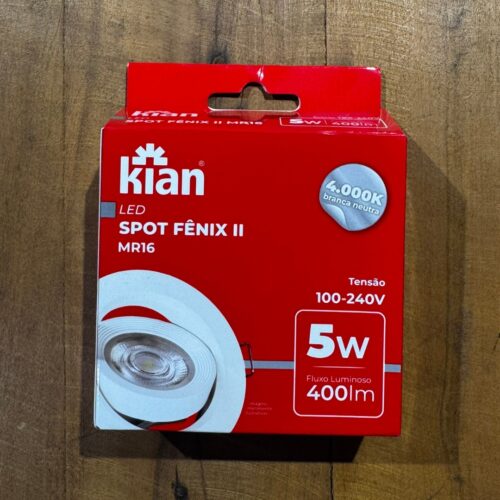 kian
SPOT FÊNIX II MR16
5W
400lm
kian®
LED
SPOT FÊNIX II
MR16
4.000K
branca neutra
Tensão
100-240V
5W
Fluxo Luminoso
400lm